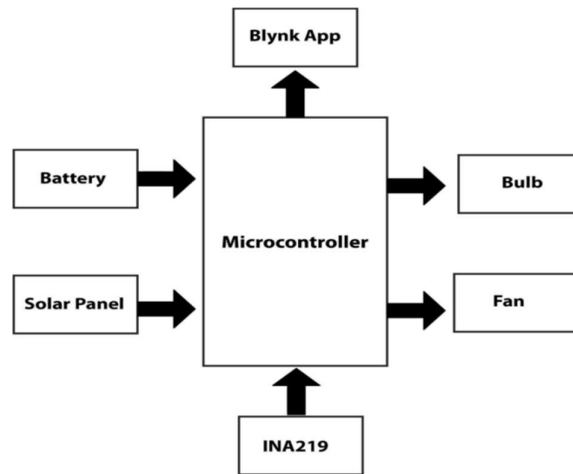 Blynk App
Battery
Bulb
Microcontroller
Solar Panel
Fan
INA219